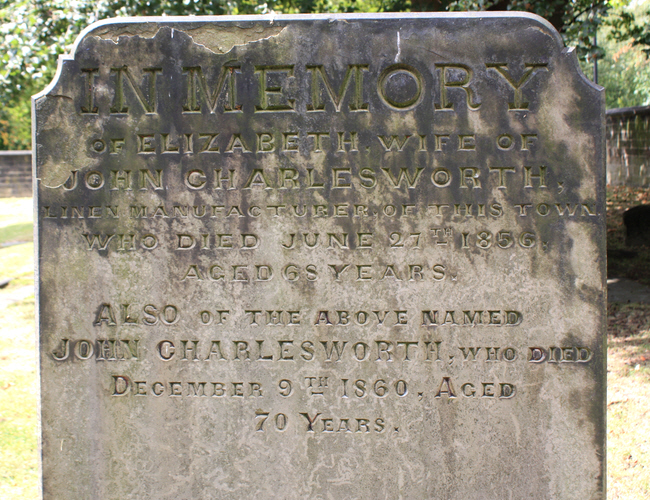 IN MEMORY
OF ELIZABETH, WIFE OF
JOHN CHARLESWORTH,
LINEN MANUFACTURER, OF THIS TOWN
WHO DIED JUNE 27TH 1856,
AGED 68 YEARS.
ALSO OF THE ABOVE NAMED
JOHN CHARLESWORTH, WHO DIED
DECEMBER 9TH 1860, AGED
70 YEARS.